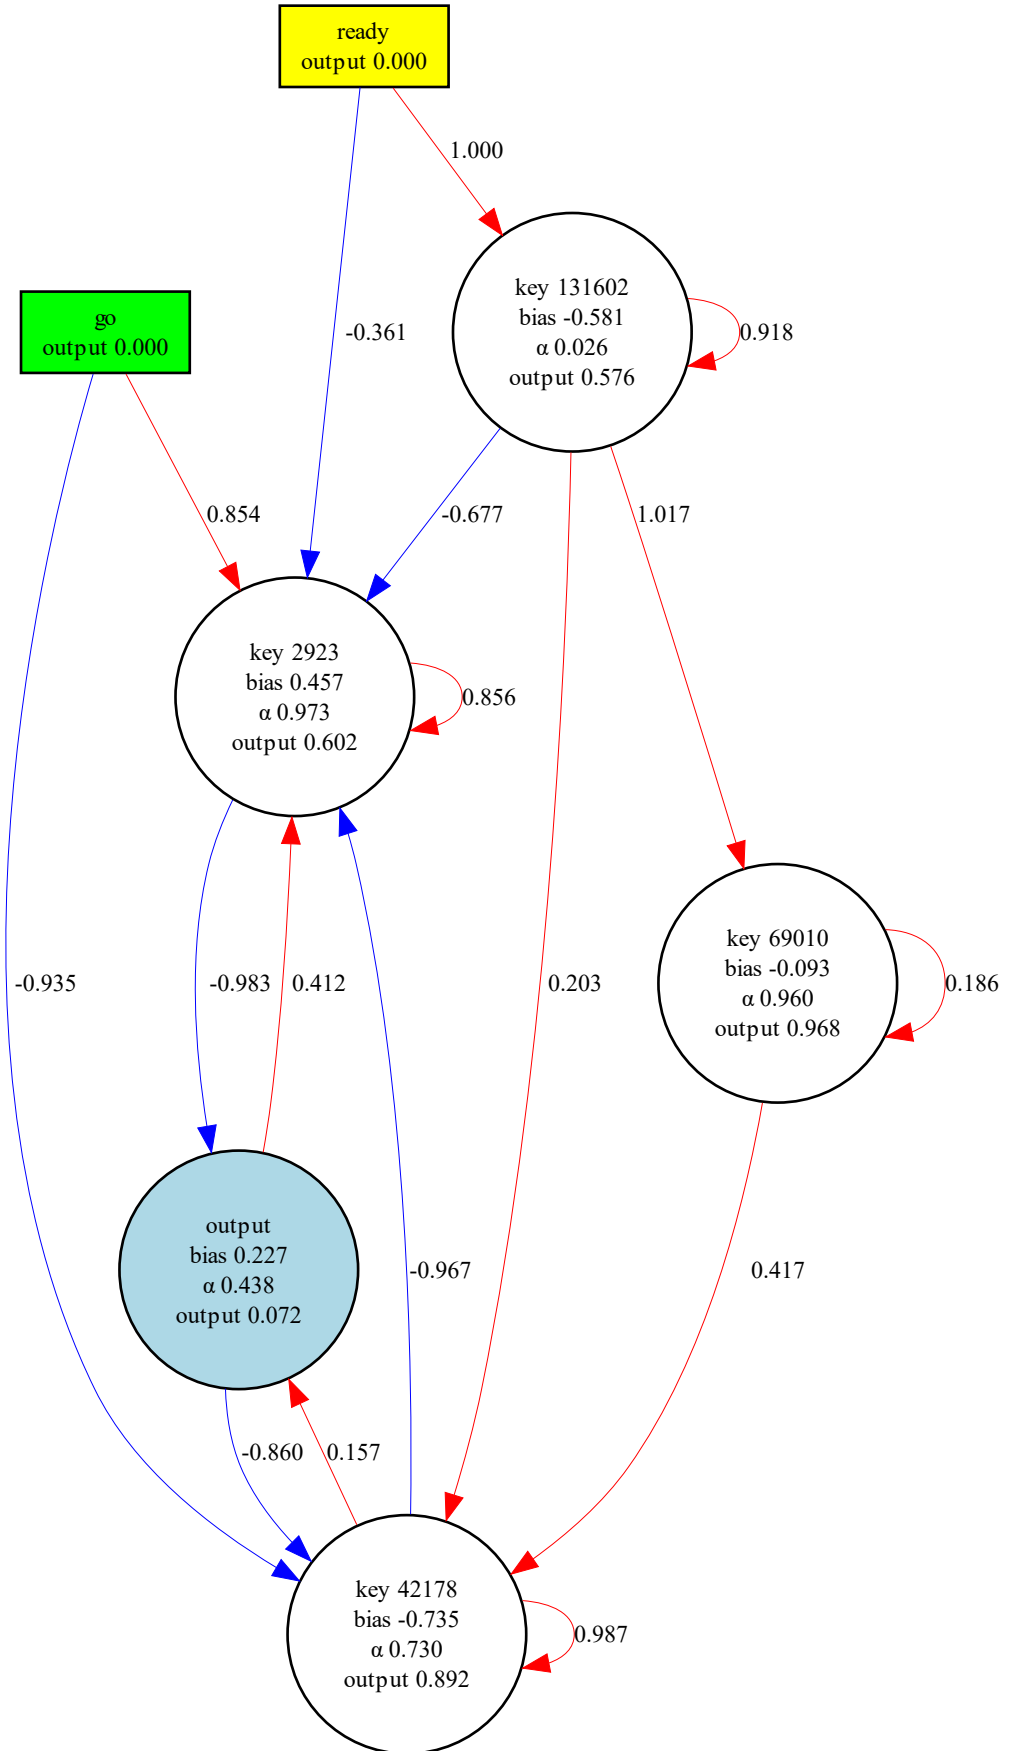 ready
output 0.000
1.000
go
output 0.000
key 131602
bias -0.581
α 0.026
output 0.576
-0.361
0.918
0.854
-0.677
1.017
key 2923
bias 0.457
α 0.973
output 0.602
0.856
key 69010
bias -0.093
α 0.960
output 0.968
-0.935
-0.983
0.412
0.203
0.186
output
bias 0.227
α 0.438
output 0.072
-0.967
0.417
-0.860
0.157
key 42178
bias -0.735
α 0.730
output 0.892
0.987